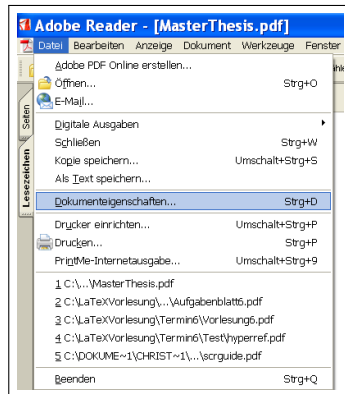 Adobe Reader - [MasterThesis.pdf]
Datei Bearbeiten Anzeige Dokument Werkzeuge Fenster
Adobe PDF Online erstellen...
Öffnen... Strg+O
E-Mail...
Seiten
Digitale Ausgaben
Schließen Strg+W
Kopie speichern... Umschalt+Strg+S
Als Text speichern...
Lesezeichen
Dokumenteigenschaften... Strg+D
Drucker einrichten... Umschalt+Strg+P
Drucken... Strg+P
PrintMe-Internetausgabe... Umschalt+Strg+9
1 C:\...\MasterThesis.pdf
2 C:\LaTeXVorlesung\...\Aufgabenblatt6.pdf
3 C:\LaTeXVorlesung\Termin6\Vorlesung6.pdf
4 C:\LaTeXVorlesung\Termin6\Test\hyperref.pdf
5 C:\DOKUME~1\CHRIST~1\...\scrguide.pdf
Beenden Strg+Q